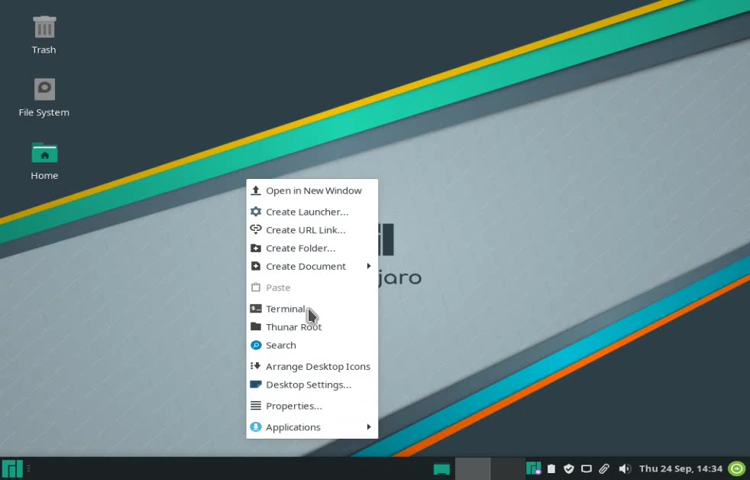 Trash
File System
Home
Open in New Window
Create Launcher...
Create URL Link...
Create Folder...
Create Document
Paste
Terminal
Thunar Root
Search
Arrange Desktop Icons
Desktop Settings...
Properties...
Applications
jaro
Thu 24 Sep, 14:34